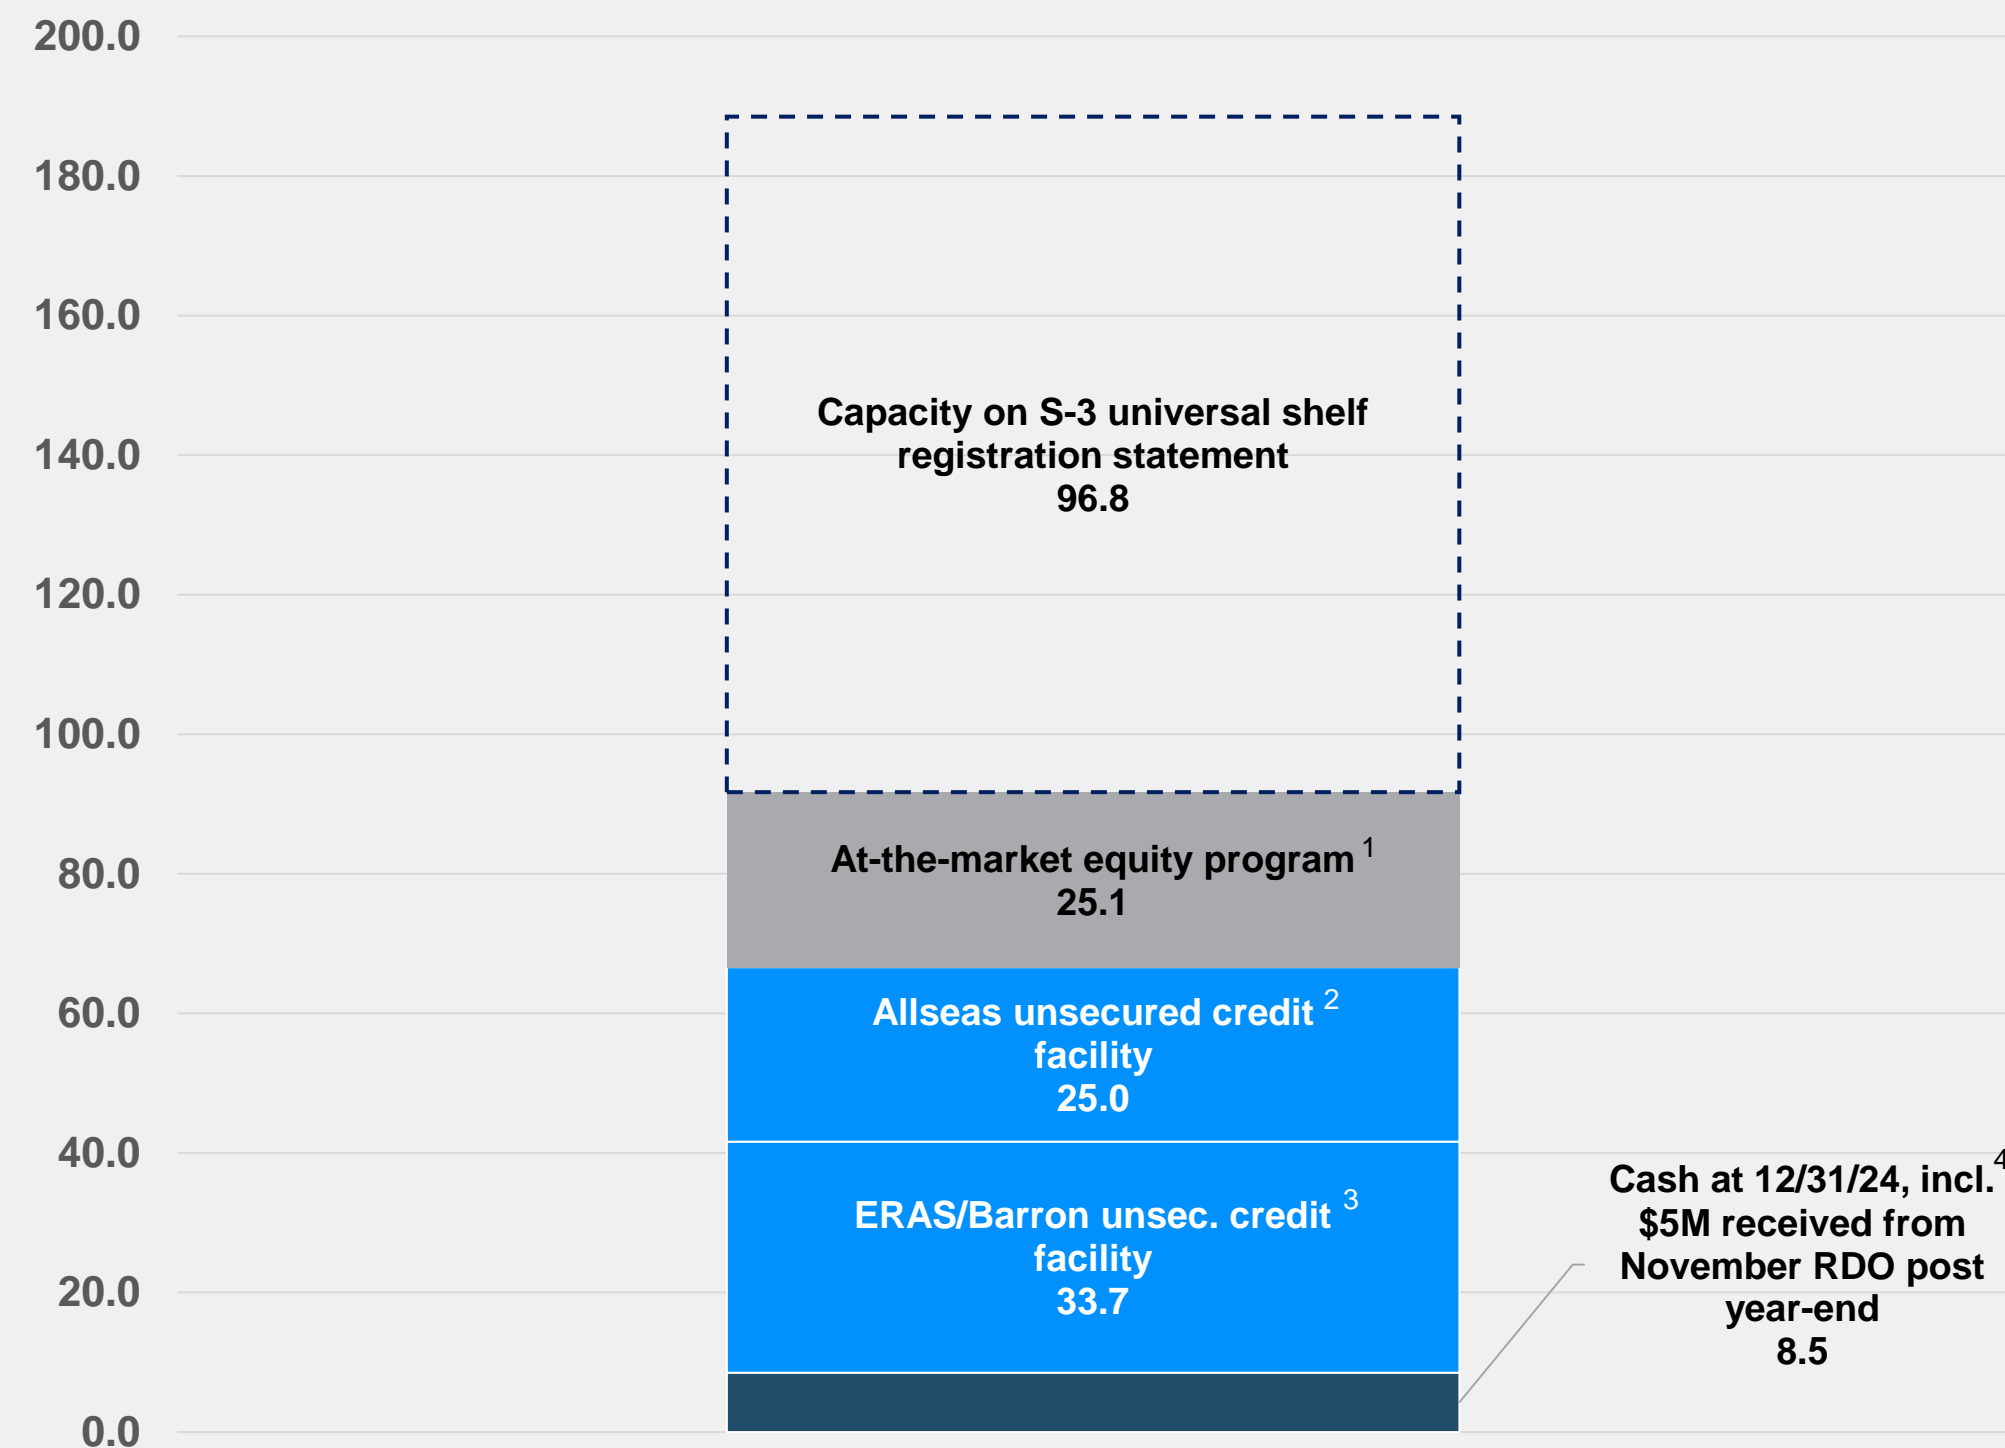 200.0
180.0
160.0
140.0
120.0
100.0
80.0
60.0
40.0
20.0
0.0
Capacity on S-3 universal shelf
registration statement
96.8
At-the-market equity program 1
25.1
Allseas unsecured credit 2
facility
25.0
ERAS/Barron unsec. credit 3
facility
33.7
Cash at 12/31/24, incl. 4
$5M received from
November RDO post
year-end
8.5